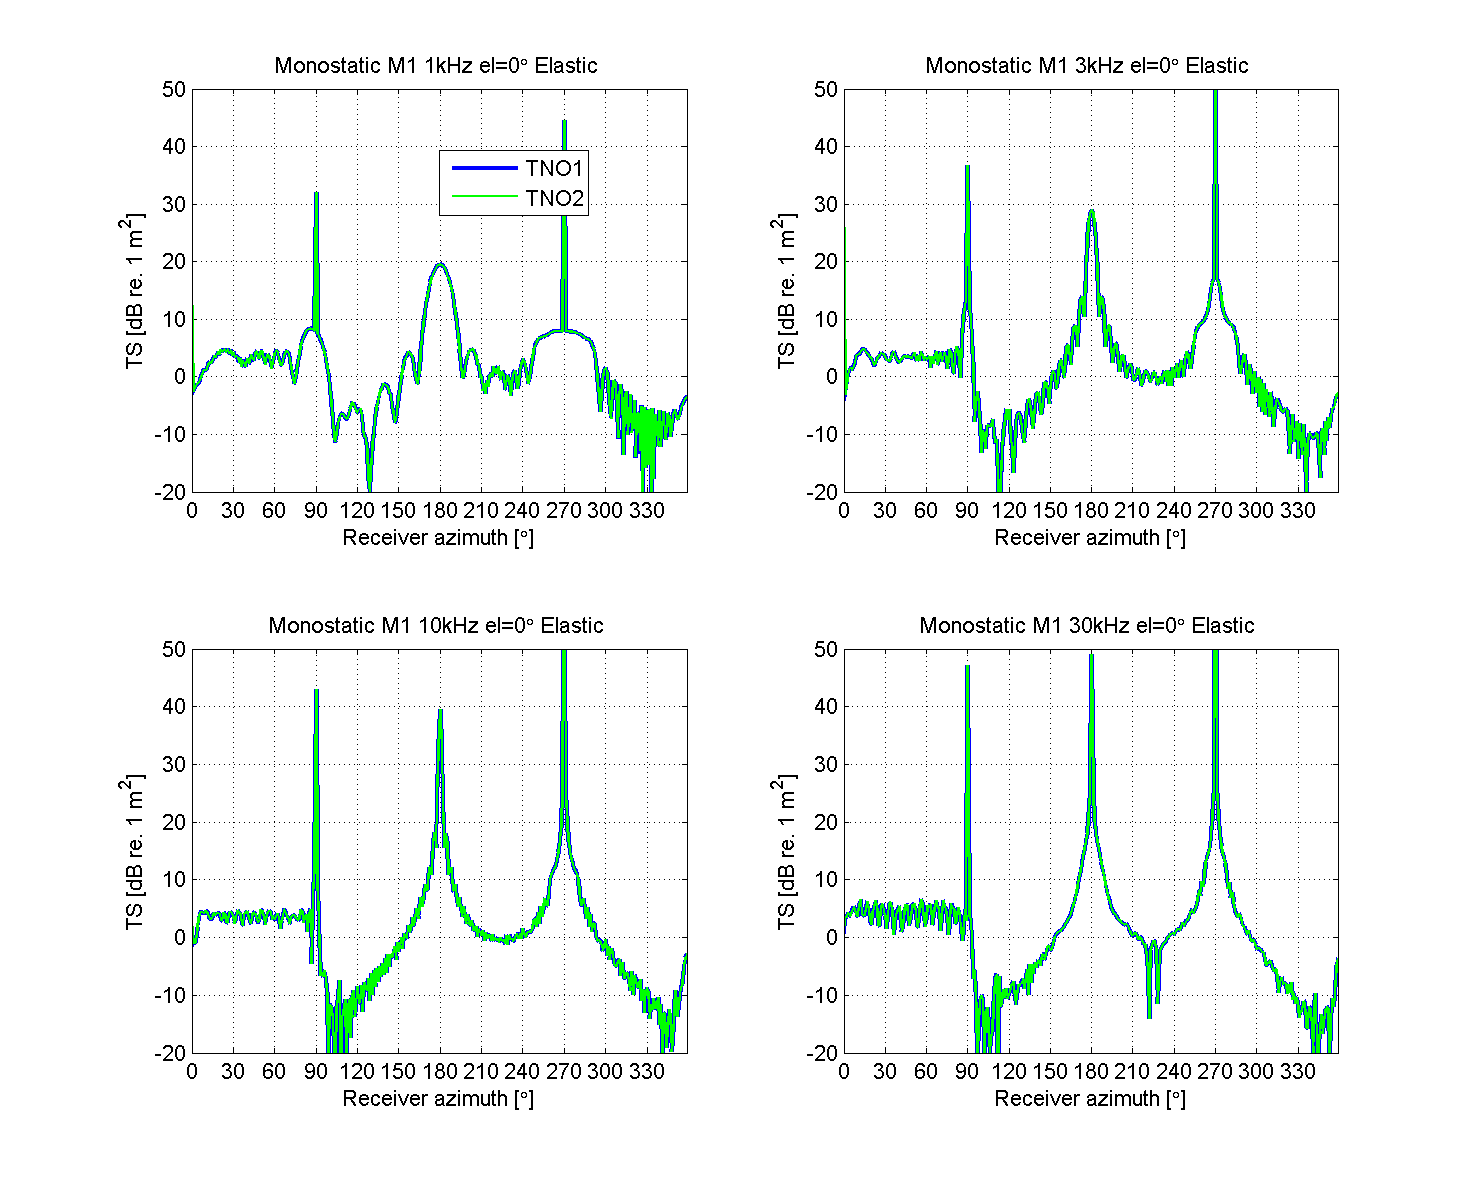 Monostatic M1 1kHz el=0° Elastic
50
40
30
20
10
0
-10
-20
TS [dB re. 1 m2]
TNO1
TNO2
0 30 60 90 120 150 180 210 240 270 300 330
Receiver azimuth [°]
Monostatic M1 3kHz el=0° Elastic
50
40
30
20
10
0
-10
-20
TS [dB re. 1 m2]
0 30 60 90 120 150 180 210 240 270 300 330
Receiver azimuth [°]
Monostatic M1 10kHz el=0° Elastic
50
40
30
20
10
0
-10
-20
TS [dB re. 1 m2]
0 30 60 90 120 150 180 210 240 270 300 330
Receiver azimuth [°]
Monostatic M1 30kHz el=0° Elastic
50
40
30
20
10
0
-10
-20
TS [dB re. 1 m2]
0 30 60 90 120 150 180 210 240 270 300 330
Receiver azimuth [°]